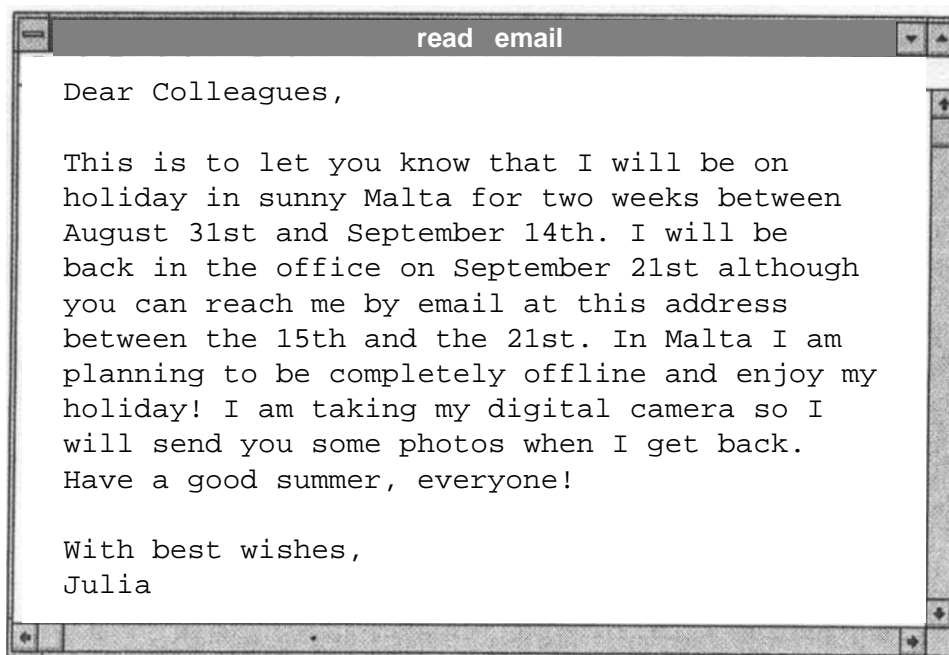 read email
Dear Colleagues,
This is to let you know that I will be on
holiday in sunny Malta for two weeks between
August 31st and September 14th. I will be
back in the office on September 21st although
you can reach me by email at this address
between the 15th and the 21st. In Malta I am
planning to be completely offline and enjoy my
holiday! I am taking my digital camera so I
will send you some photos when I get back.
Have a good summer, everyone!
With best wishes,
Julia